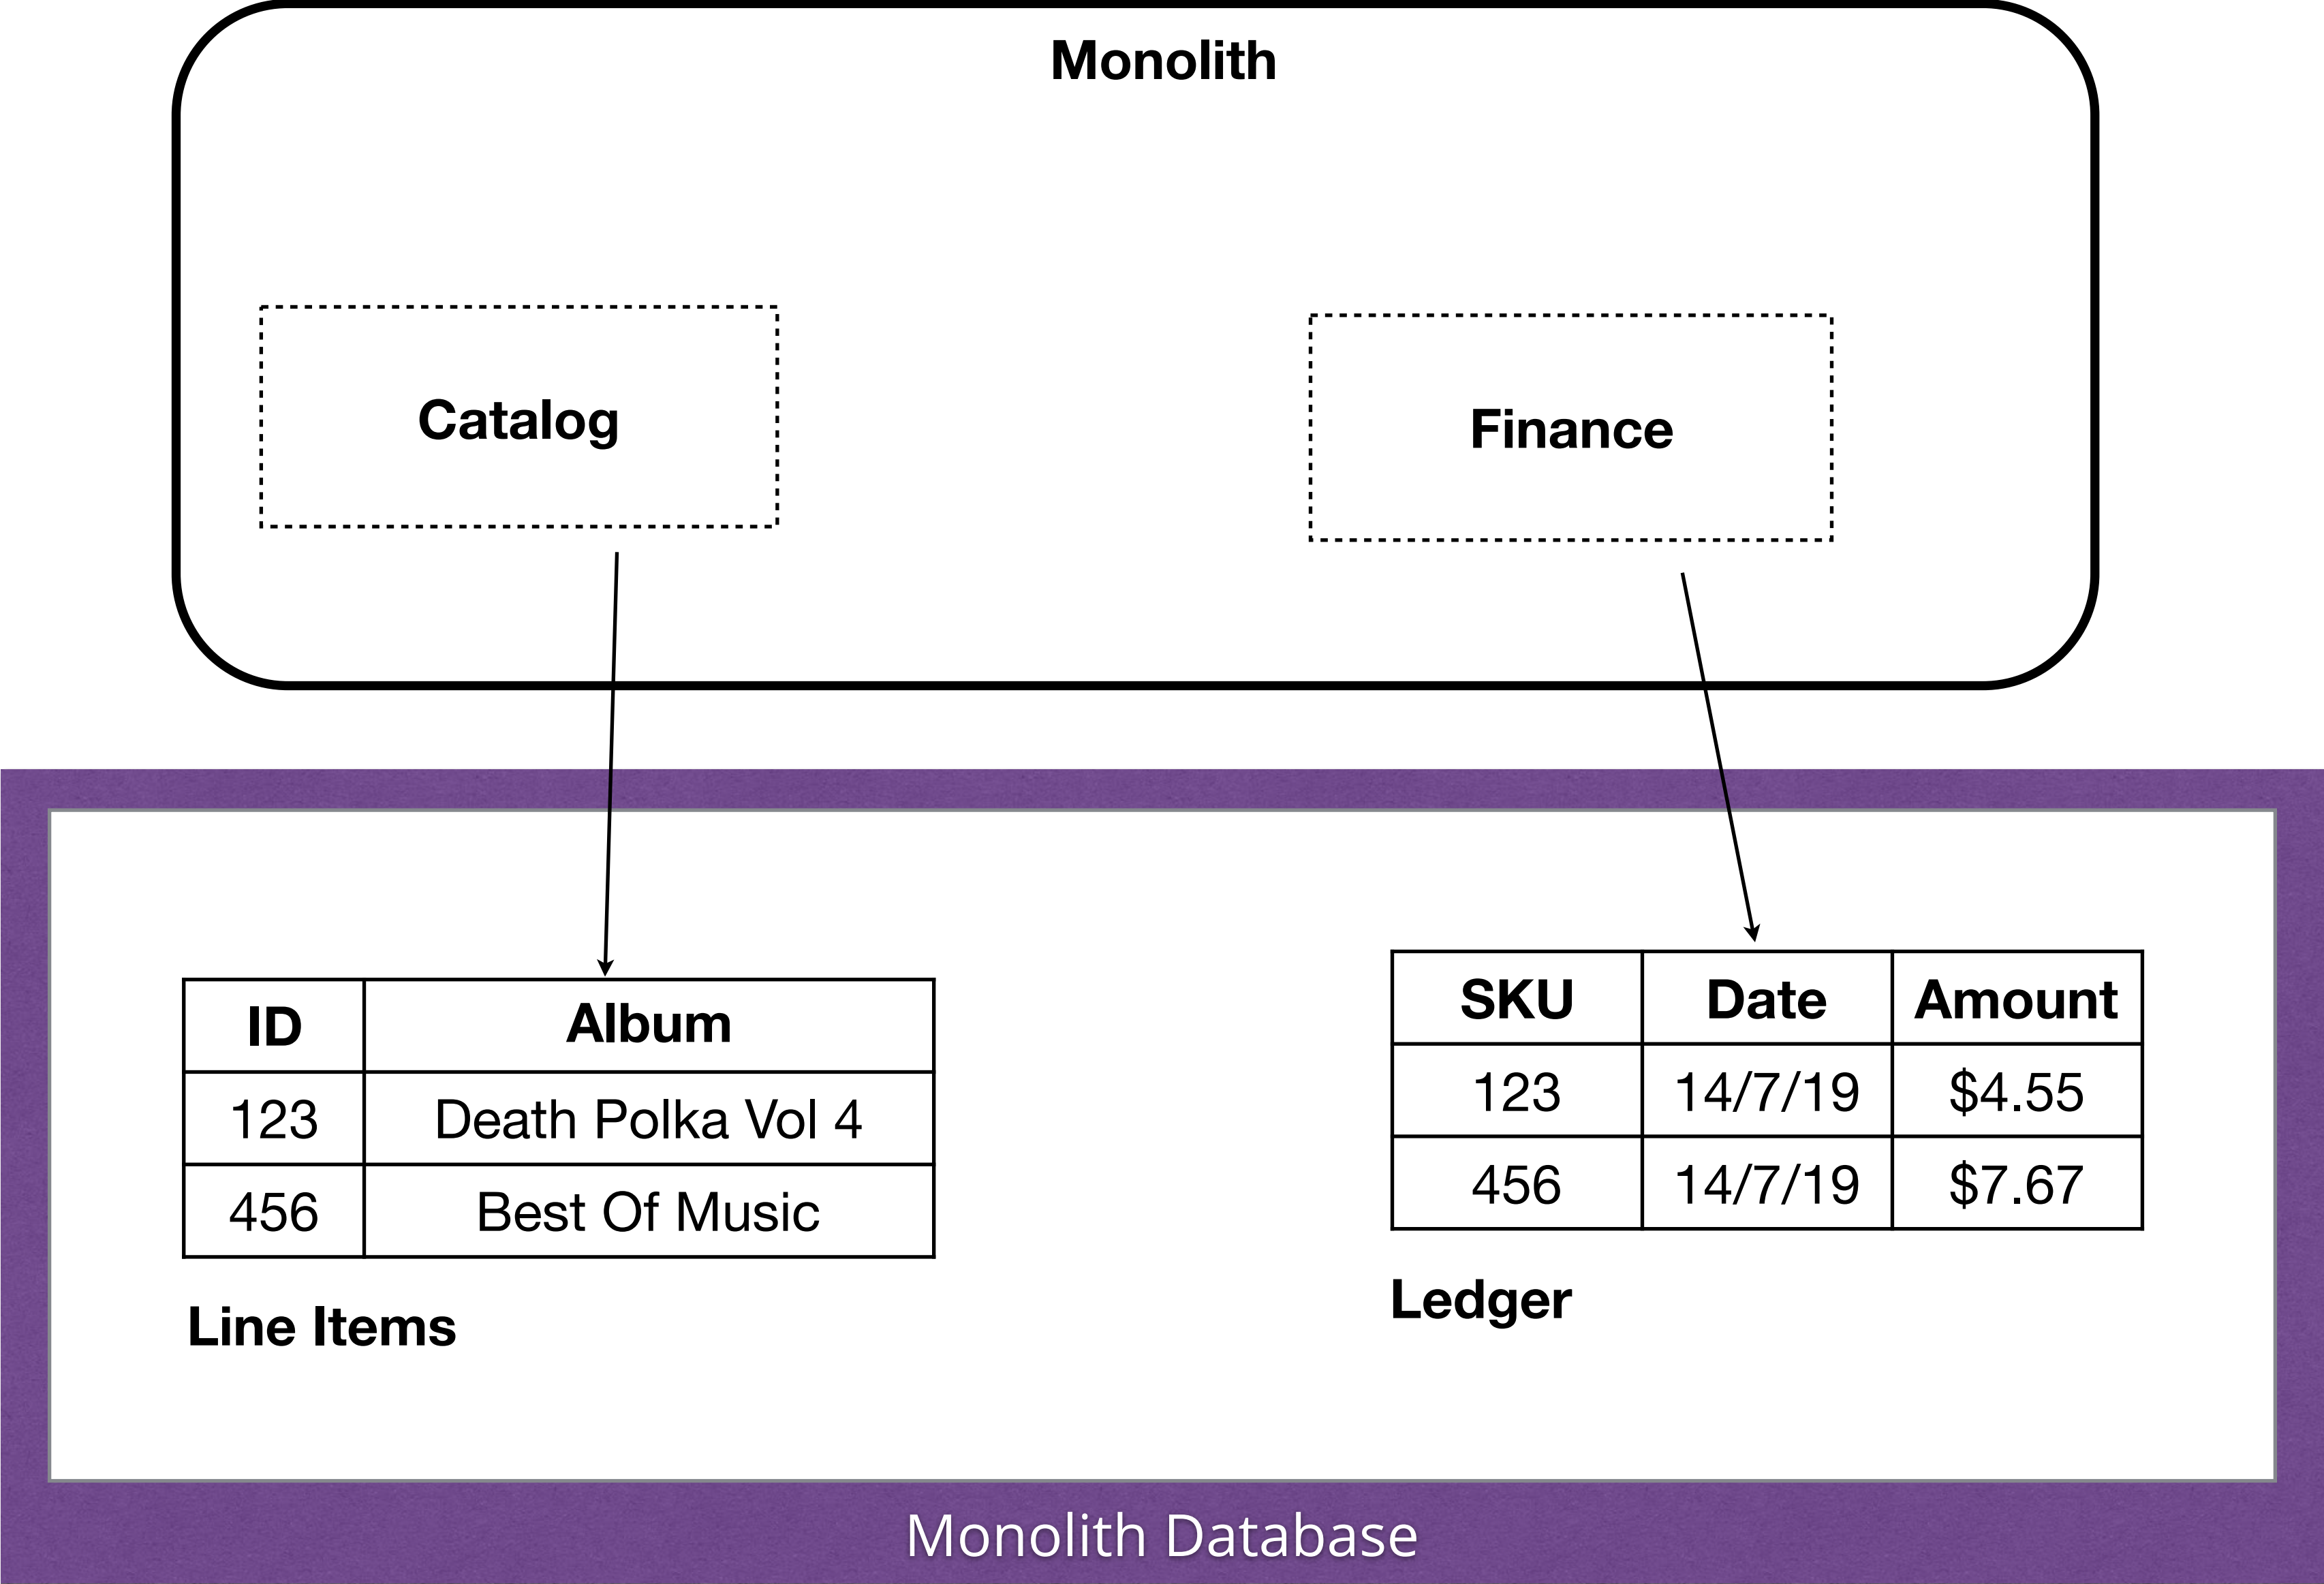 Monolith
Catalog
Finance
ID Album
123 Death Polka Vol 4
456 Best Of Music
Line Items
SKU Date Amount
123 14/7/19 $4.55
456 14/7/19 $7.67
Ledger
Monolith Database